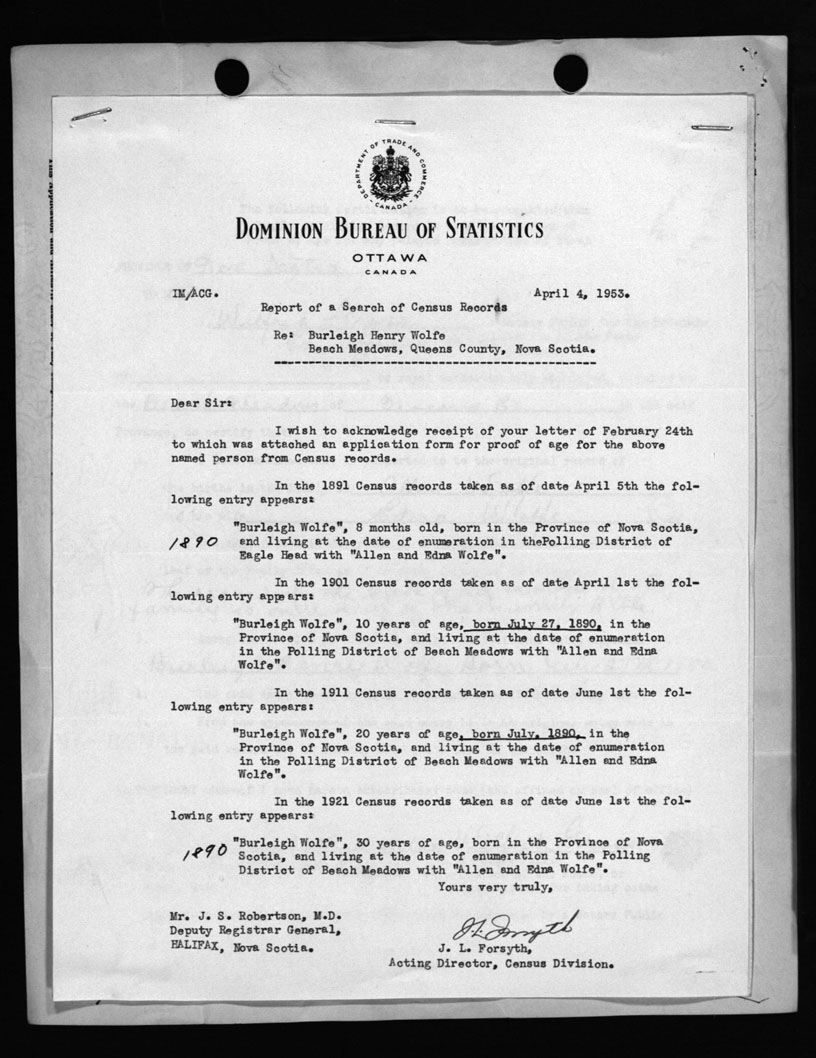 DEPARTMENT OF TRADE AND COMMERCE
CANADA
DOMINION BUREAU OF STATISTICS
OTTAWA
CANADA
IM/ACG. April 4, 1953.
Report of a Search of Census Records
Re: Burleigh Henry Wolfe
Beach Meadows, Queens County, Nova Scotia.
Dear Sir:
I wish to acknowledge receipt of your letter of February 24th
to which was attached an application form for proof of age for the above
named person from Census records.
In the 1891 Census records taken as of date April 5th the fol-
lowing entry appears:
"Burleigh Wolfe", 8 months old, born in the Province of Nova Scotia,
1890 and living at the date of enumeration in thePolling District of
Eagle Head with "Allen and Edna Wolfe".
In the 1901 Census records taken as of date April 1st the fol-
lowing entry appears:
"Burleigh Wolfe", 10 years of age, born July 27, 1890, in the
Province of Nova Scotia, and living at the date of enumeration
in the Polling District of Beach Meadows with "Allen and Edna
Wolfe".
In the 1911 Census records taken as of date June 1st the fol-
lowing entry appears:
"Burleigh Wolfe", 20 years of age, born July, 1890, in the
Province of Nova Scotia, and living at the date of enumeration
in the Polling District of Beach Meadows with "Allen and Edna
Wolfe".
In the 1921 Census records taken as of date June 1st the fol-
lowing entry appears:
"Burleigh Wolfe", 30 years of age, born in the Province of Nova
1890 Scotia, and living at the date of enumeration in the Polling
District of Beach Meadows with "Allen and Edna Wolfe".
Yours very truly,
Mr. J. S. Robertson, M.D.
Deputy Registrar General,
HALIFAX, Nova Scotia.
J L Forsyth
J. L. Forsyth,
Acting Director, Census Division.